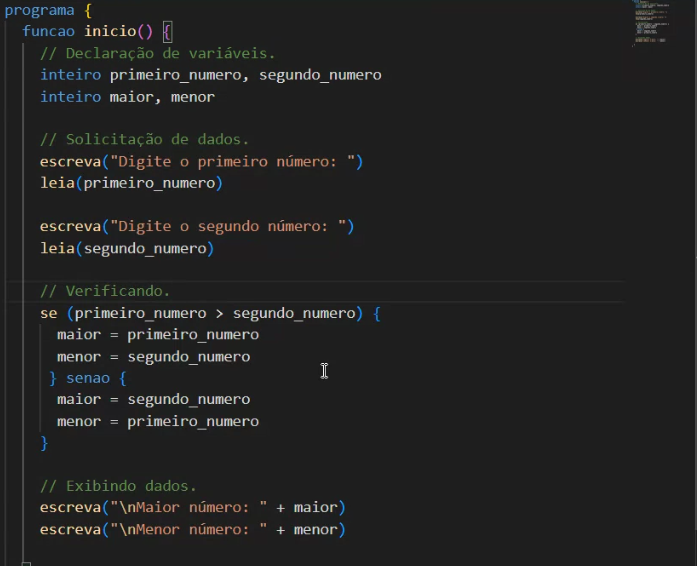 programa {
funcao inicio() {
// Declaração de variáveis.
inteiro primeiro_numero, segundo_numero
inteiro maior, menor
// Solicitação de dados.
escreva("Digite o primeiro número: ")
leia(primeiro_numero)
escreva("Digite o segundo número: ")
leia(segundo_numero)
// Verificando.
se (primeiro_numero > segundo_numero) {
maior = primeiro_numero
menor = segundo_numero
} senao {
maior = segundo_numero
menor = primeiro_numero
}
// Exibindo dados.
escreva("\nMaior número: " + maior)
escreva("\nMenor número: " + menor)